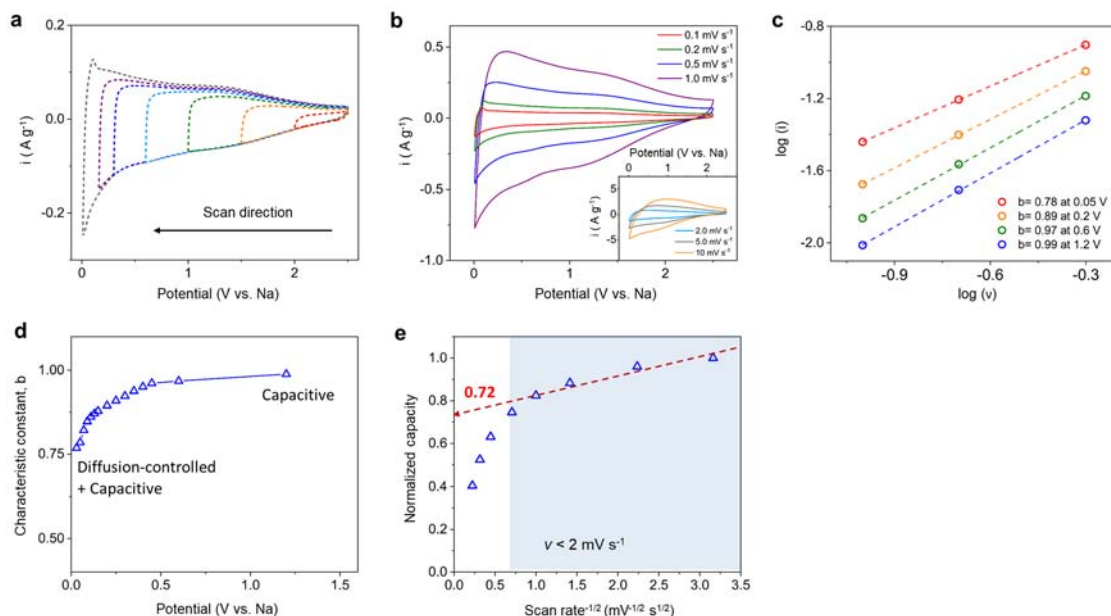 a
0.2
0.0
-0.2
i ( A g⁻¹)
Scan direction
0
1
2
Potential (V vs. Na)
b
0.5
0.0
-0.5
-1.0
i ( A g⁻¹)
0.1 mV s⁻¹
0.2 mV s⁻¹
0.5 mV s⁻¹
1.0 mV s⁻¹
Potential (V vs. Na)
0
1
2
5
0
-5
i ( A g⁻¹)
2.0 mV s⁻¹
5.0 mV s⁻¹
10 mV s⁻¹
0
1
2
Potential (V vs. Na)
c
-0.8
-1.2
-1.6
-2.0
log (i)
b= 0.78 at 0.05 V
b= 0.89 at 0.2 V
b= 0.97 at 0.6 V
b= 0.99 at 1.2 V
-0.9
-0.6
-0.3
log (v)
d
1.00
0.75
0.50
Characteristic constant, b
Capacitive
Diffusion-controlled
+ Capacitive
0.0
0.5
1.0
1.5
Potential (V vs. Na)
e
1.0
0.8
0.6
0.4
0.2
0.0
Normalized capacity
0.72
v < 2 mV s⁻¹
0.0
0.5
1.0
1.5
2.0
2.5
3.0
3.5
Scan rate⁻¹ᐟ² (mV⁻¹ᐟ² s¹ᐟ²)